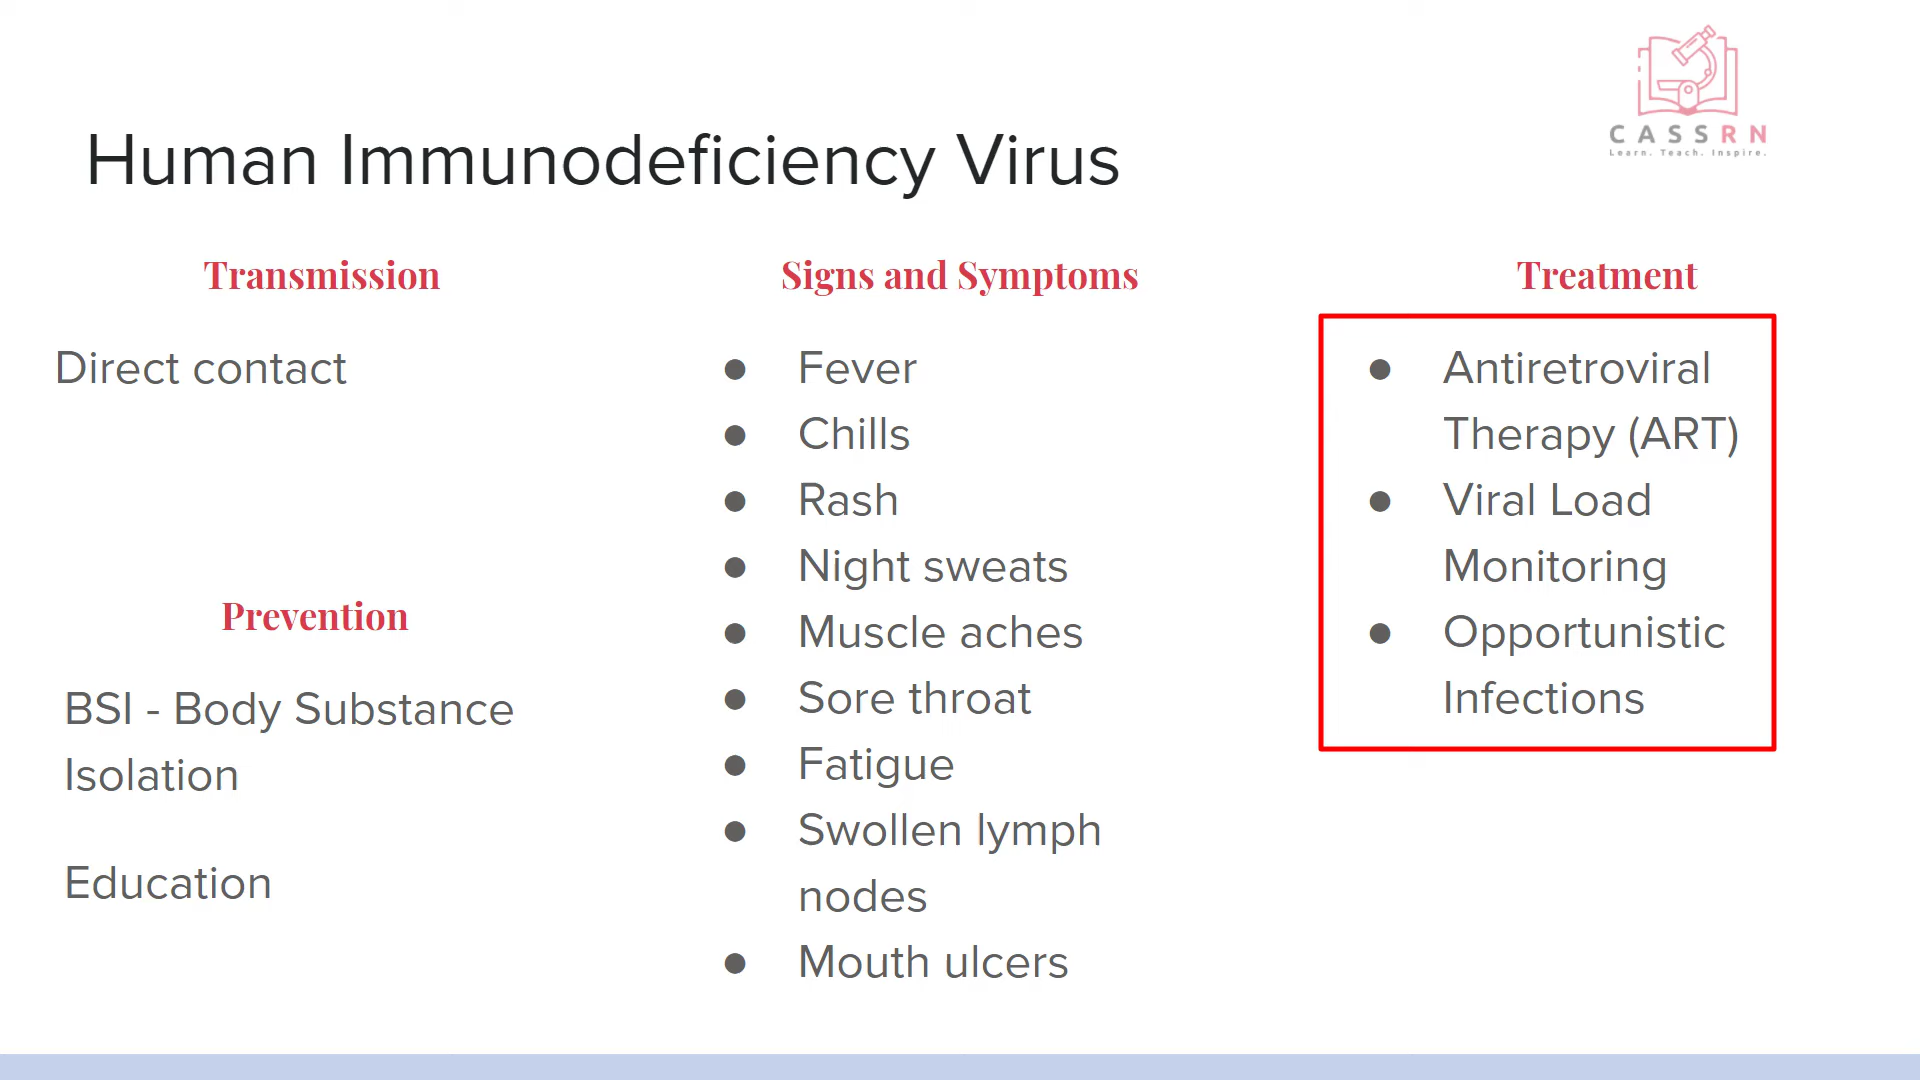 CASSRN
Learn. Teach. Inspire.
Human Immunodeficiency Virus
Transmission
Direct contact
Prevention
BSI - Body Substance
Isolation
Education
Signs and Symptoms
● Fever
● Chills
● Rash
● Night sweats
● Muscle aches
● Sore throat
● Fatigue
● Swollen lymph
nodes
● Mouth ulcers
Treatment
● Antiretroviral
Therapy (ART)
● Viral Load
Monitoring
● Opportunistic
Infections